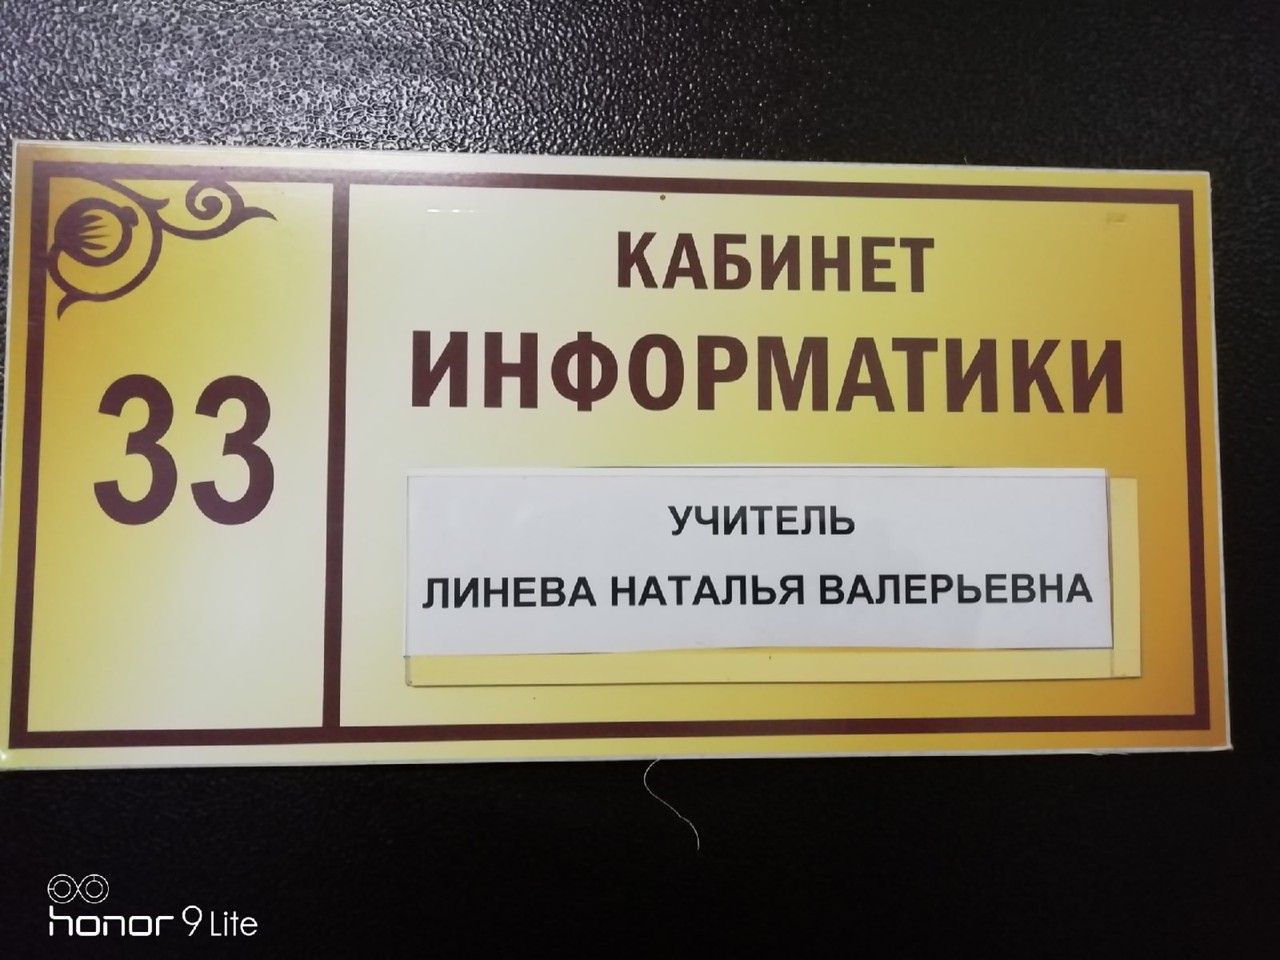 33
КАБИНЕТ
ИНФОРМАТИКИ
УЧИТЕЛЬ
ЛИНЕВА НАТАЛЬЯ ВАЛЕРЬЕВНА
honor 9 Lite